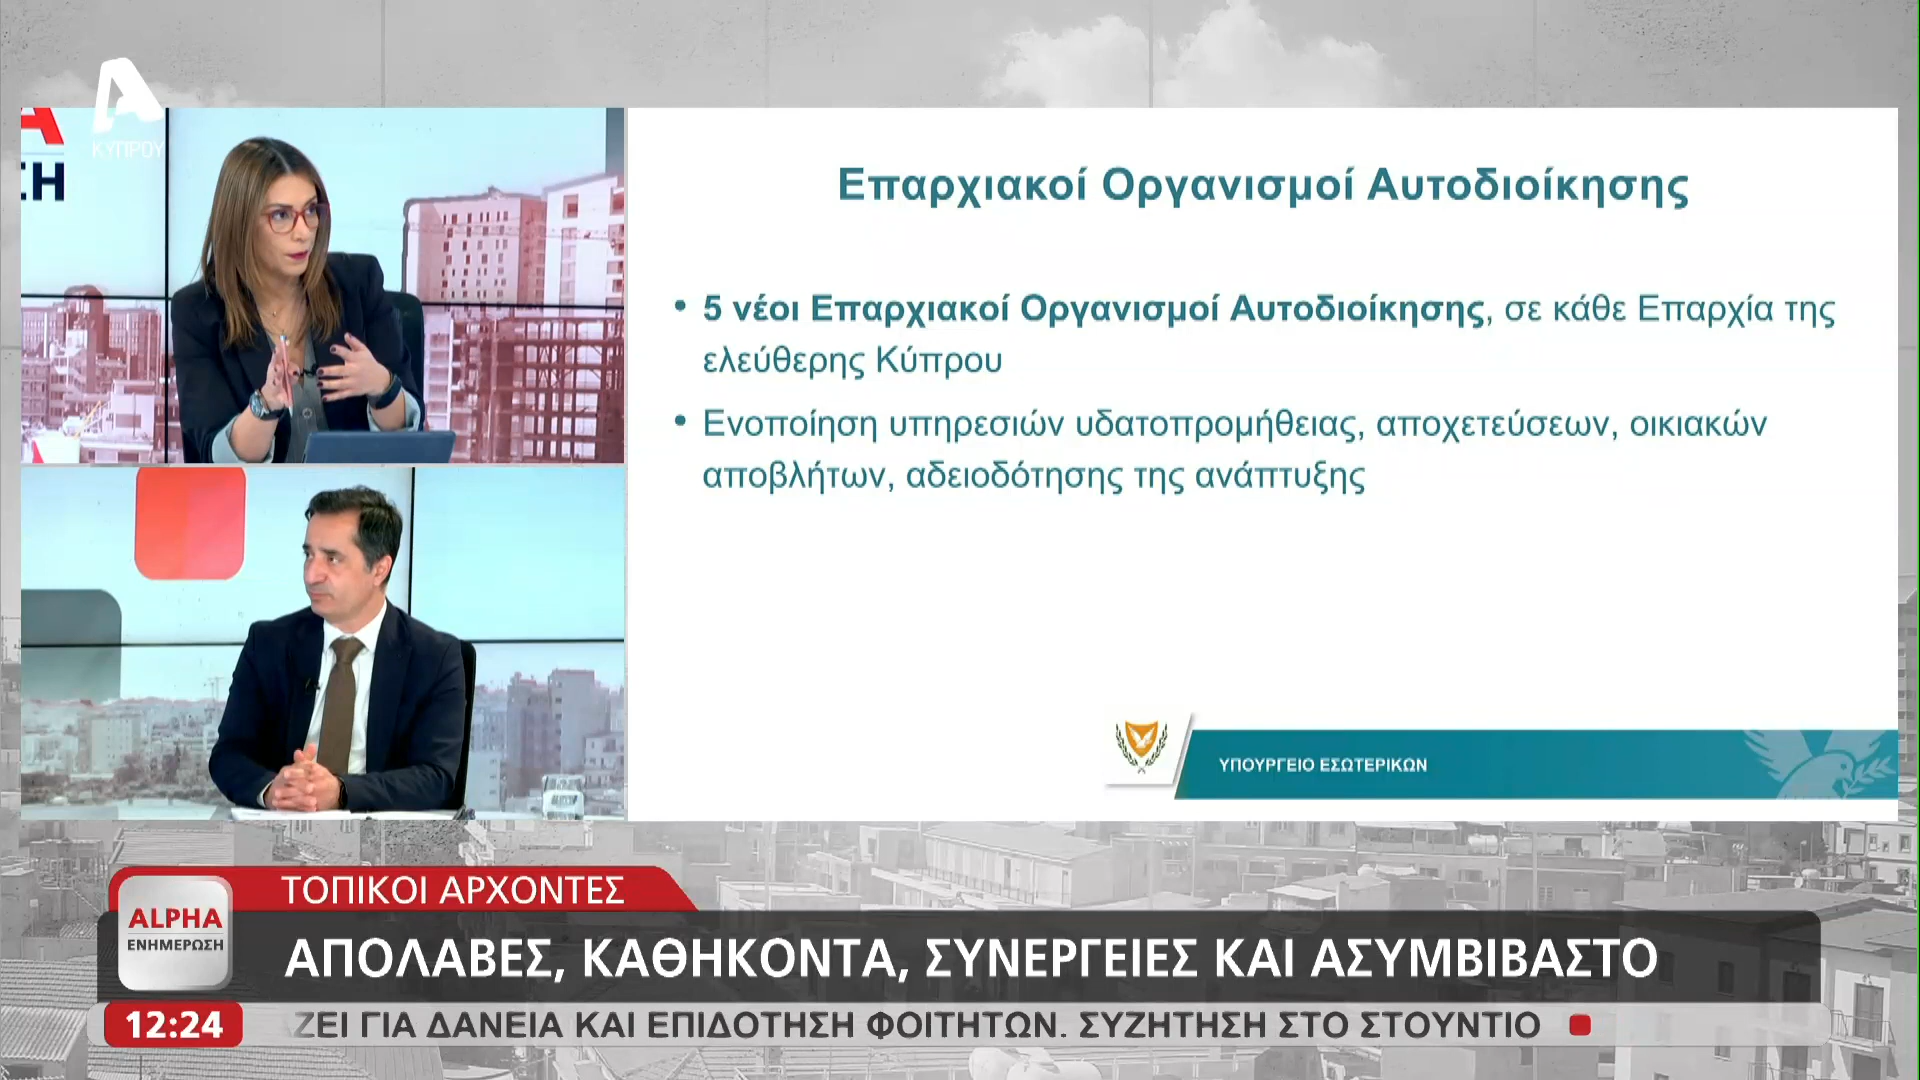 ΚΥΠΡΟΥ
Επαρχιακοί Οργανισμοί Αυτοδιοίκησης
• 5 νέοι Επαρχιακοί Οργανισμοί Αυτοδιοίκησης, σε κάθε Επαρχία της
ελεύθερης Κύπρου
• Ενοποίηση υπηρεσιών υδατοπρομήθειας, αποχετεύσεων, οικιακών
αποβλήτων, αδειοδότησης της ανάπτυξης
ΥΠΟΥΡΓΕΙΟ ΕΣΩΤΕΡΙΚΩΝ
ΤΟΠΙΚΟΙ ΑΡΧΟΝΤΕΣ
ALPHA
ΕΝΗΜΕΡΩΣΗ
ΑΠΟΛΑΒΕΣ, ΚΑΘΗΚΟΝΤΑ, ΣΥΝΕΡΓΕΙΕΣ ΚΑΙ ΑΣΥΜΒΙΒΑΣΤΟ
12:24
ΖΕΙ ΓΙΑ ΔΑΝΕΙΑ ΚΑΙ ΕΠΙΔΟΤΗΣΗ ΦΟΙΤΗΤΩΝ. ΣΥΖΗΤΗΣΗ ΣΤΟ ΣΤΟΥΝΤΙΟ